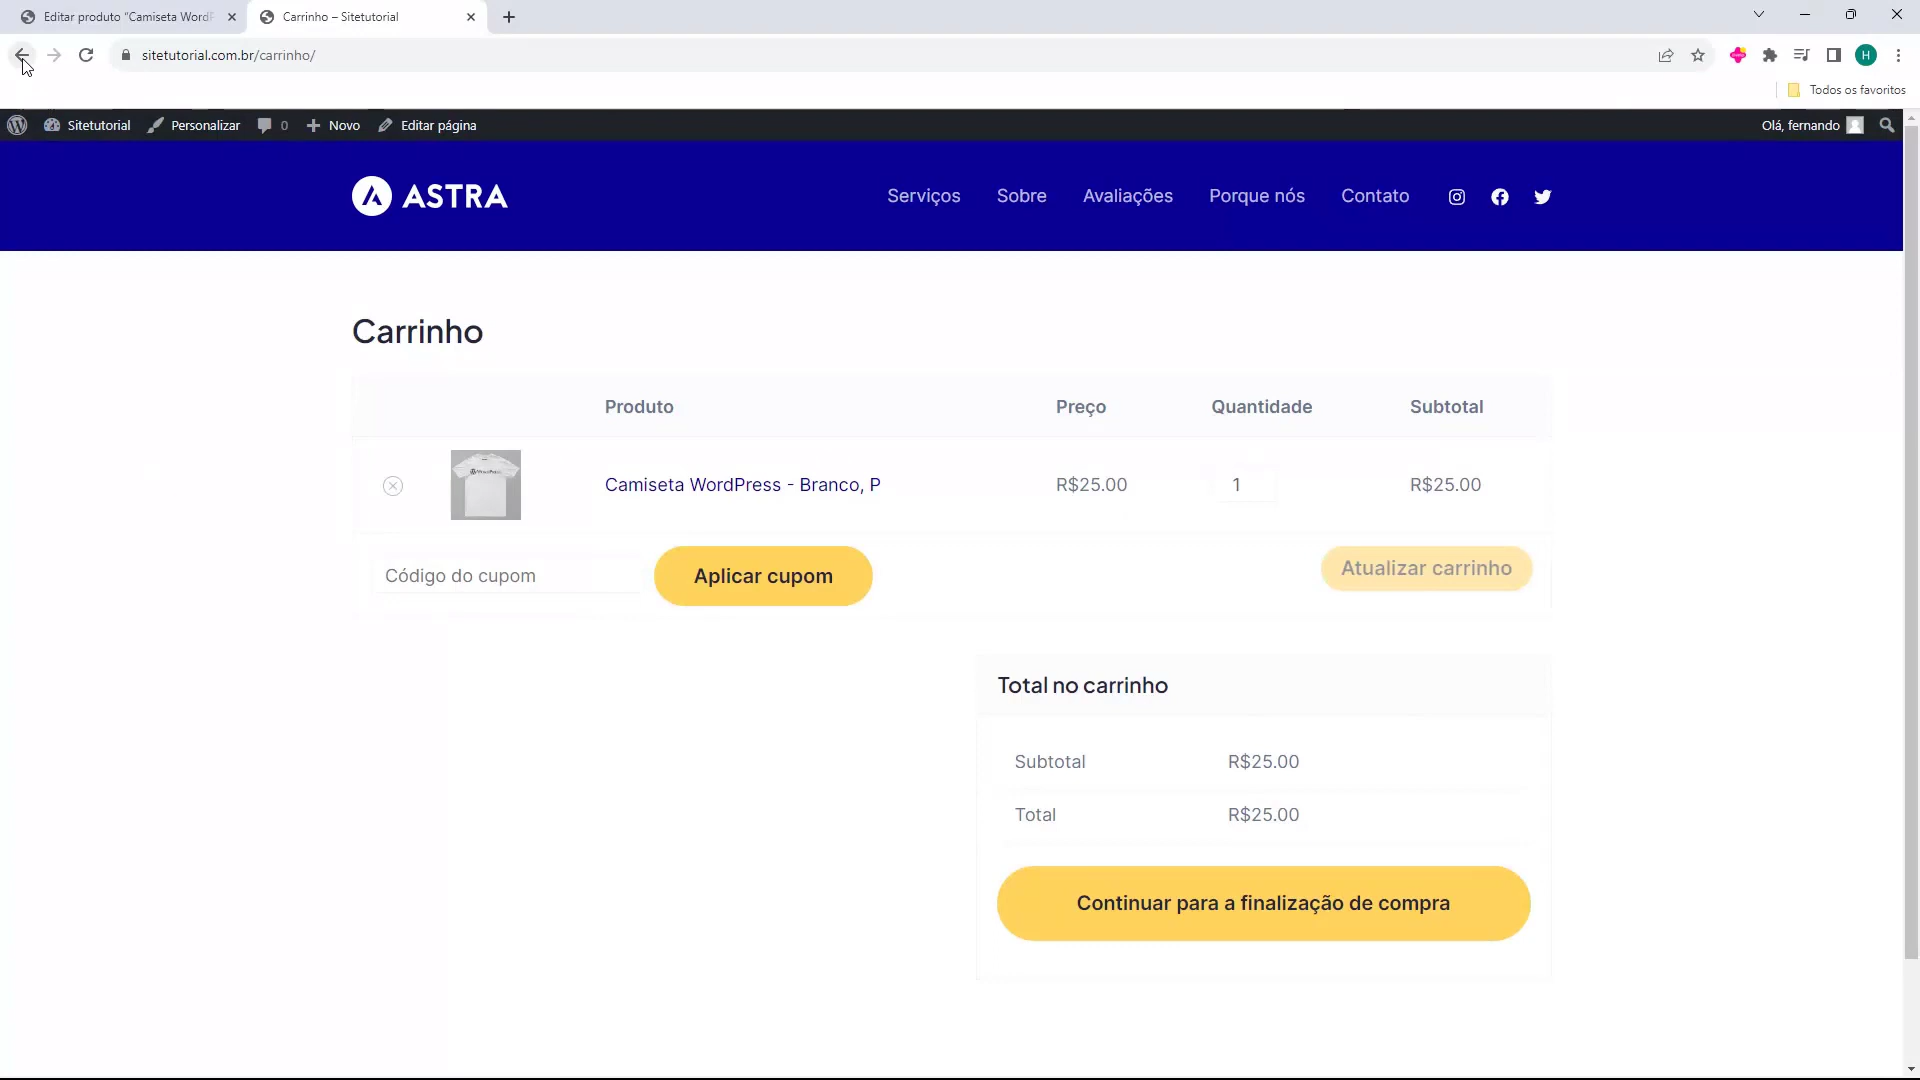 Editar produto "Camiseta WordP
Carrinho – Sitetutorial
sitetutorial.com.br/carrinho/
H
Todos os favoritos
Sitetutorial
Personalizar
0
Novo
Editar página
Olá, fernando
ASTRA
Serviços
Sobre
Avaliações
Porque nós
Contato
Carrinho
Produto
Preço
Quantidade
Subtotal
Camiseta WordPress - Branco, P
R$25.00
1
R$25.00
Código do cupom
Aplicar cupom
Atualizar carrinho
Total no carrinho
Subtotal
R$25.00
Total
R$25.00
Continuar para a finalização de compra